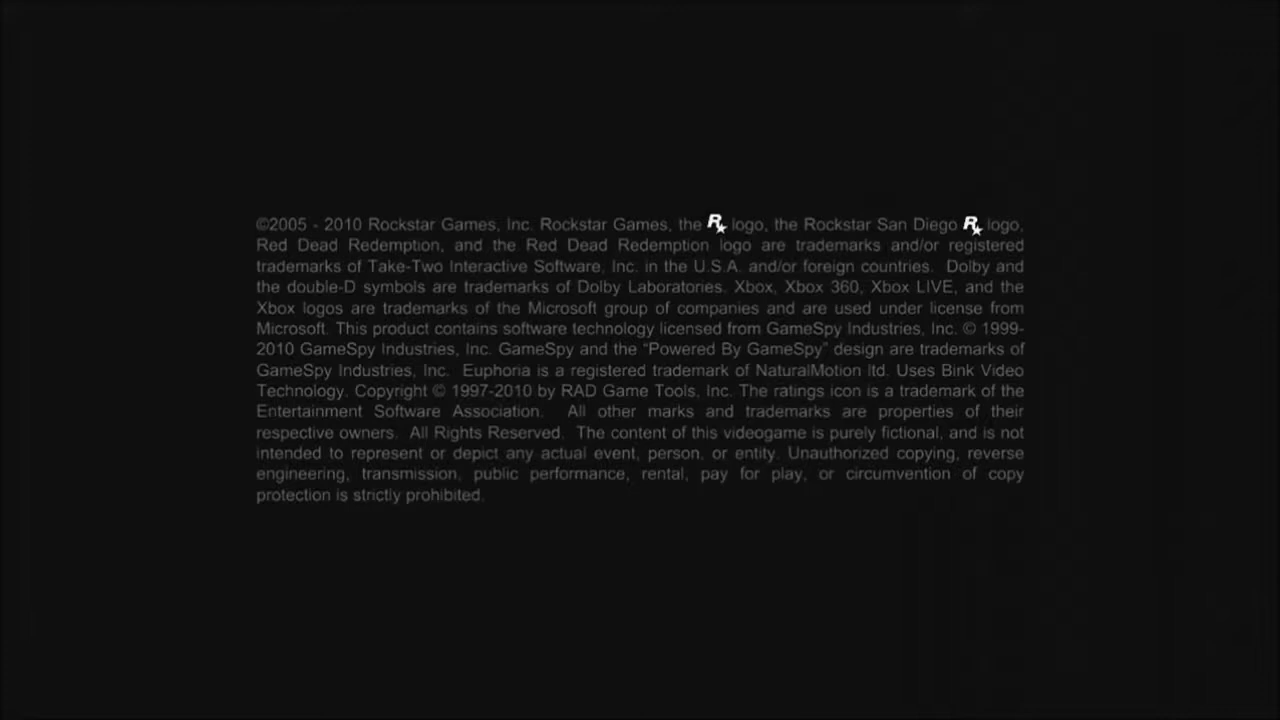 ©2005 - 2010 Rockstar Games, Inc. Rockstar Games, the R★ logo, the Rockstar San Diego R★ logo,
Red Dead Redemption, and the Red Dead Redemption logo are trademarks and/or registered
trademarks of Take-Two Interactive Software, Inc. in the U.S.A. and/or foreign countries. Dolby and
the double-D symbols are trademarks of Dolby Laboratories. Xbox, Xbox 360, Xbox LIVE, and the
Xbox logos are trademarks of the Microsoft group of companies and are used under license from
Microsoft. This product contains software technology licensed from GameSpy Industries, Inc. © 1999-
2010 GameSpy Industries, Inc. GameSpy and the “Powered By GameSpy” design are trademarks of
GameSpy Industries, Inc. Euphoria is a registered trademark of NaturalMotion ltd. Uses Bink Video
Technology. Copyright © 1997-2010 by RAD Game Tools, Inc. The ratings icon is a trademark of the
Entertainment Software Association. All other marks and trademarks are properties of their
respective owners. All Rights Reserved. The content of this videogame is purely fictional, and is not
intended to represent or depict any actual event, person, or entity. Unauthorized copying, reverse
engineering, transmission, public performance, rental, pay for play, or circumvention of copy
protection is strictly prohibited.